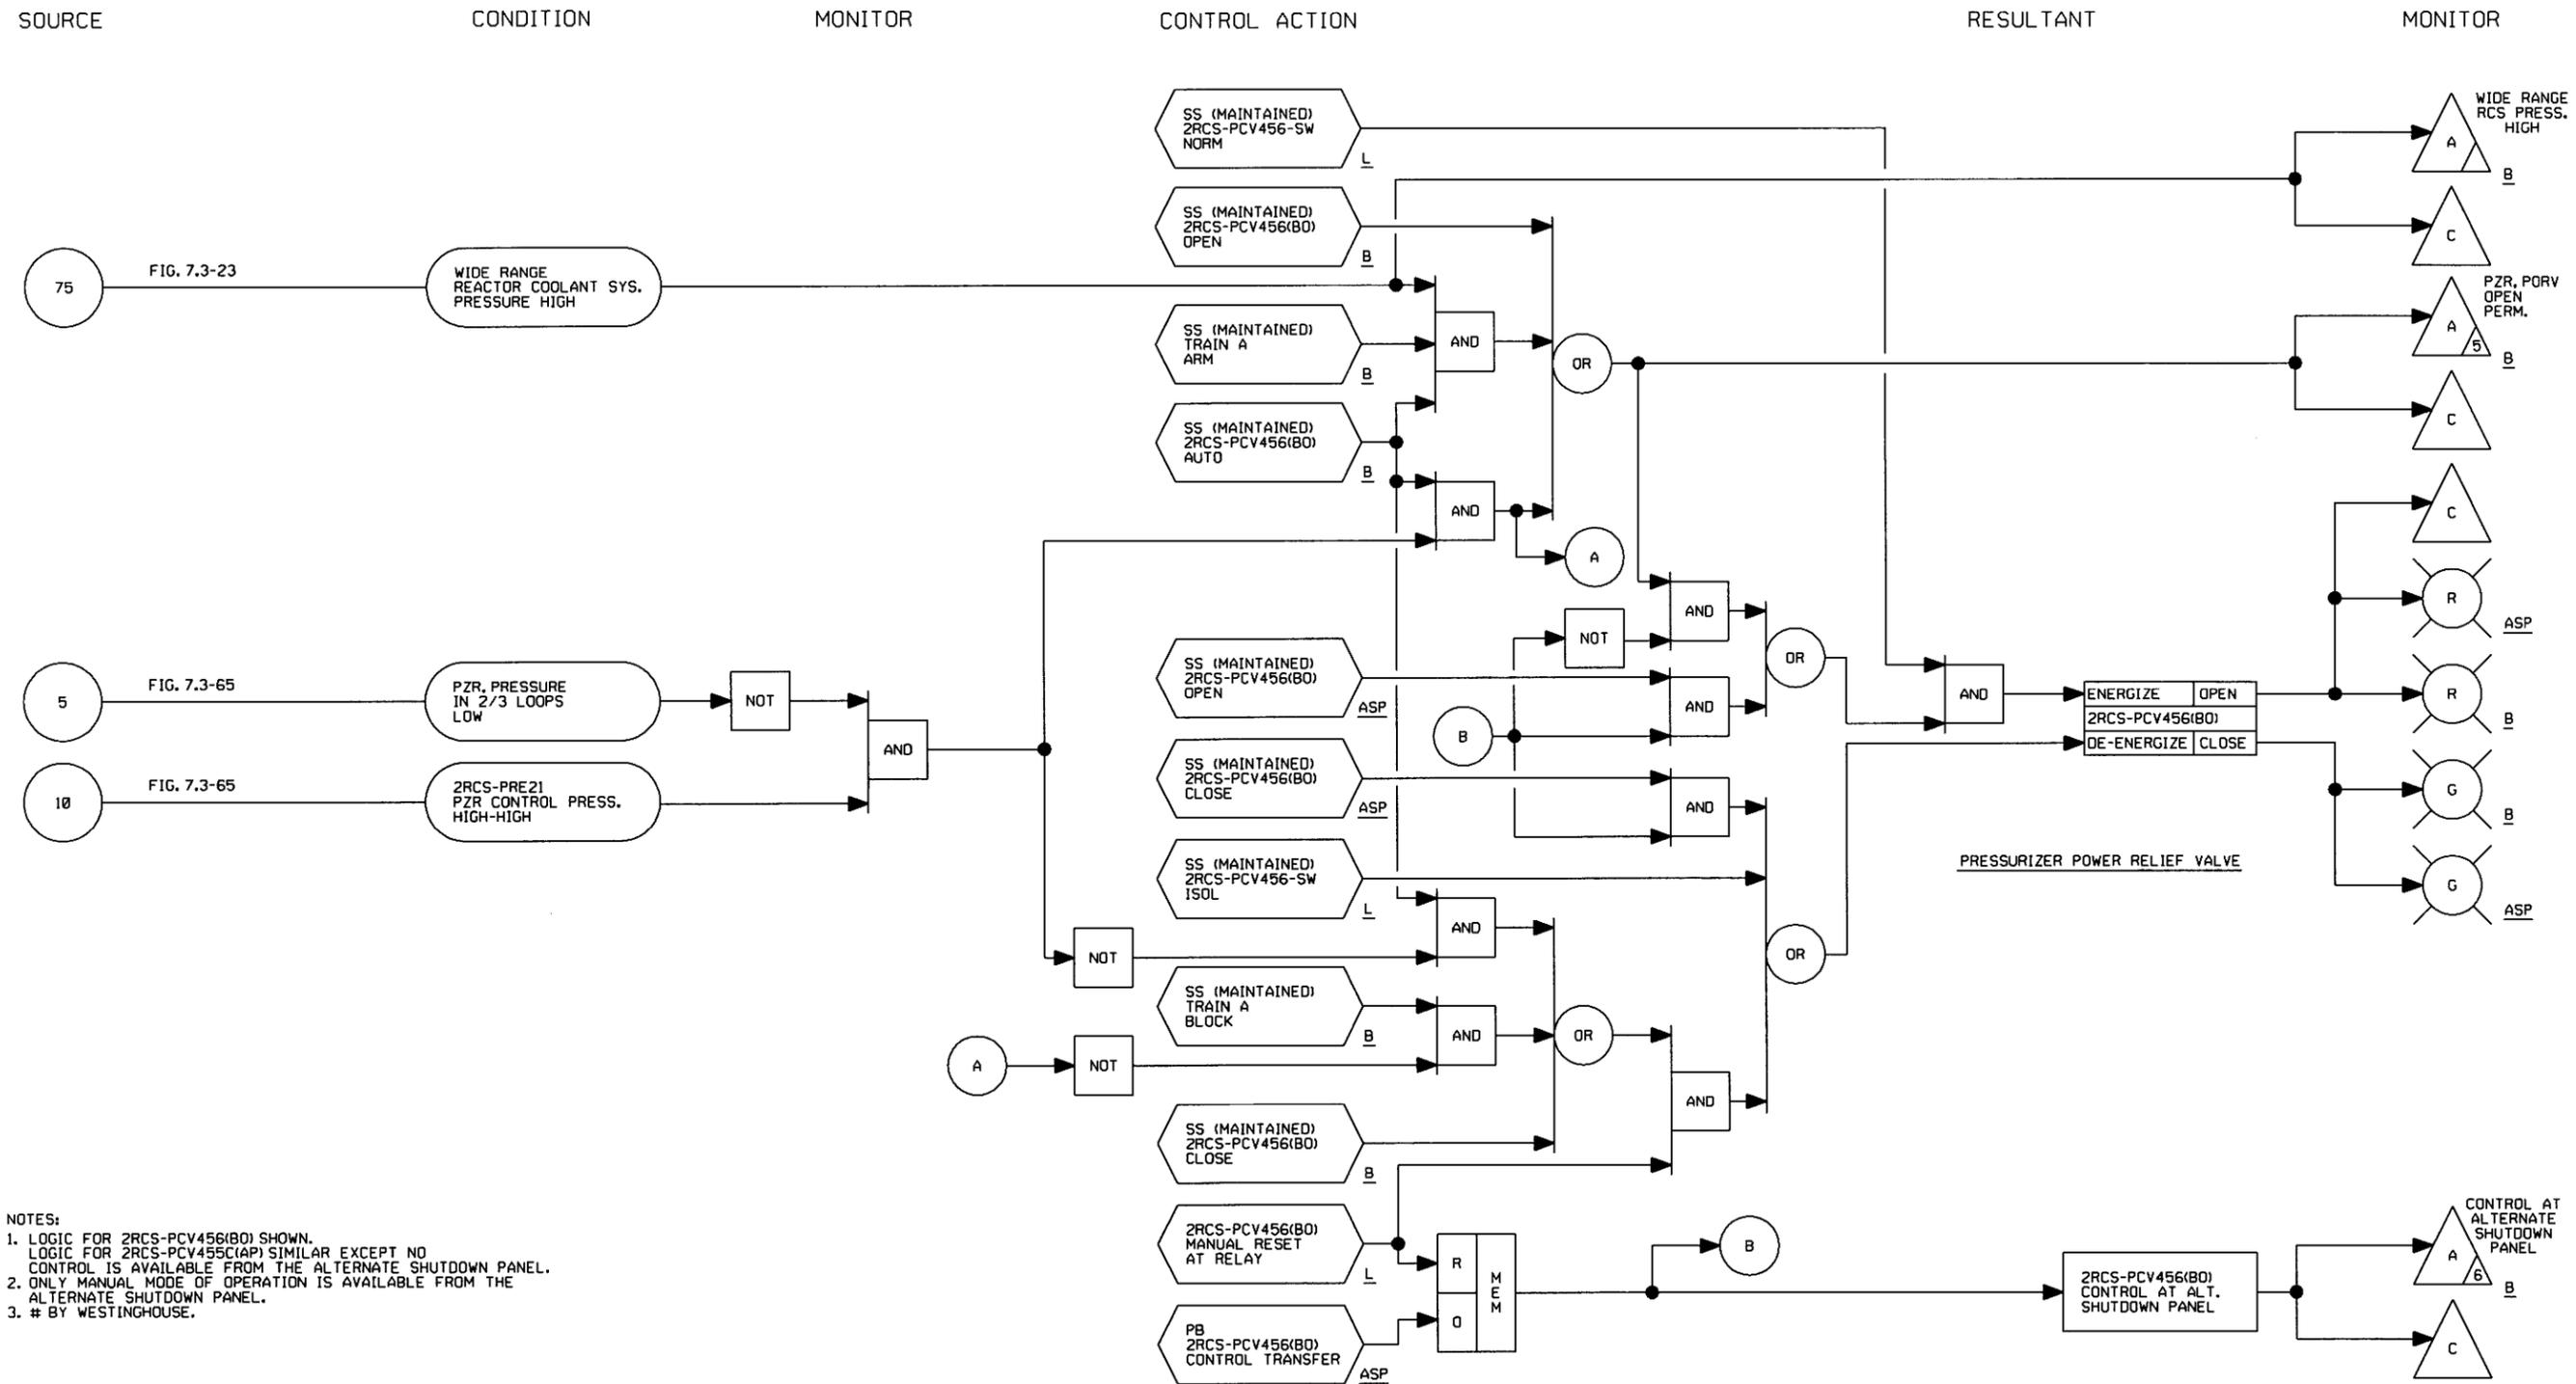 SOURCE
CONDITION
MONITOR
CONTROL ACTION
RESULTANT
MONITOR
SS (MAINTAINED)
2RCS-PCV456-SW
NORM
L
WIDE RANGE
RCS PRESS.
HIGH
A
B
C
SS (MAINTAINED)
2RCS-PCV456(BO)
OPEN
B
75
FIG. 7.3-23
WIDE RANGE
REACTOR COOLANT SYS.
PRESSURE HIGH
SS (MAINTAINED)
TRAIN A
ARM
B
AND
OR
PZR. PORV
OPEN
PERM.
A
5
B
C
SS (MAINTAINED)
2RCS-PCV456(BO)
AUTO
B
AND
A
C
R
ASP
R
B
G
B
G
ASP
5
FIG. 7.3-65
PZR. PRESSURE
IN 2/3 LOOPS
LOW
NOT
AND
10
FIG. 7.3-65
2RCS-PRE21
PZR CONTROL PRESS.
HIGH-HIGH
NOT
AND
SS (MAINTAINED)
2RCS-PCV456(BO)
OPEN
ASP
B
AND
OR
AND
ENERGIZE
OPEN
2RCS-PCV456(BO)
DE-ENERGIZE
CLOSE
SS (MAINTAINED)
2RCS-PCV456(BO)
CLOSE
ASP
AND
PRESSURIZER POWER RELIEF VALVE
SS (MAINTAINED)
2RCS-PCV456-SW
ISOL
L
AND
OR
NOT
SS (MAINTAINED)
TRAIN A
BLOCK
B
AND
OR
A
NOT
AND
SS (MAINTAINED)
2RCS-PCV456(BO)
CLOSE
B
2RCS-PCV456(BO)
MANUAL RESET
AT RELAY
L
R
O
MEM
B
PB
2RCS-PCV456(BO)
CONTROL TRANSFER
ASP
2RCS-PCV456(BO)
CONTROL AT ALT.
SHUTDOWN PANEL
CONTROL AT
ALTERNATE
SHUTDOWN
PANEL
A
6
B
C
NOTES:
1. LOGIC FOR 2RCS-PCV456(BO) SHOWN.
LOGIC FOR 2RCS-PCV455C(AP) SIMILAR EXCEPT NO
CONTROL IS AVAILABLE FROM THE ALTERNATE SHUTDOWN PANEL.
2. ONLY MANUAL MODE OF OPERATION IS AVAILABLE FROM THE
ALTERNATE SHUTDOWN PANEL.
3. # BY WESTINGHOUSE.